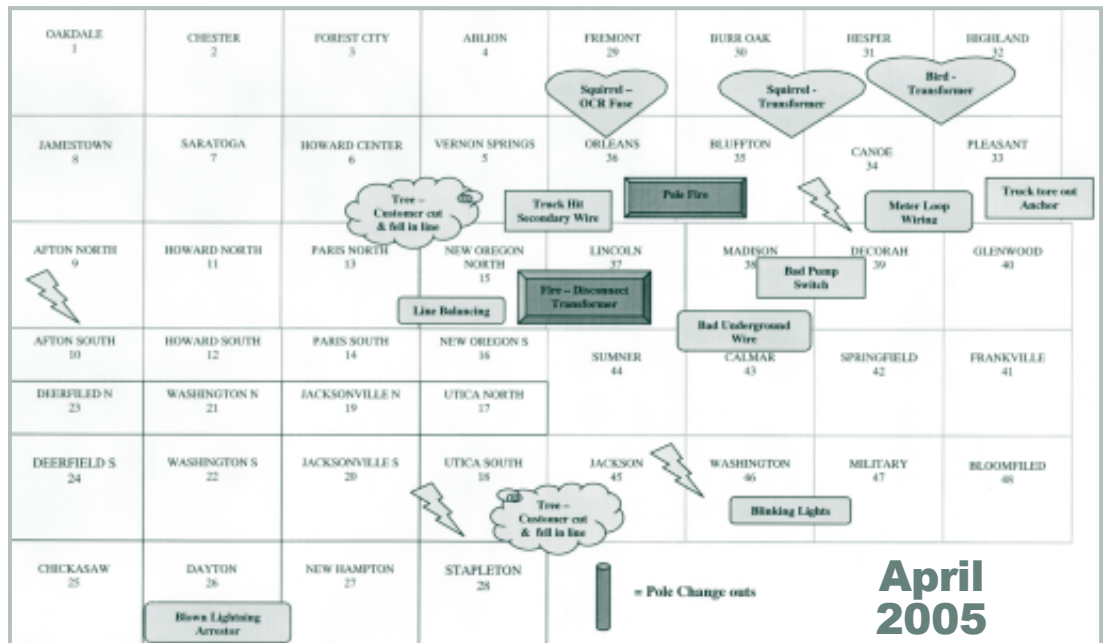 OAKDALE
1
CHESTER
2
FOREST CITY
3
ABLION
4
FREMONT
29
BURR OAK
30
HESPER
31
HIGHLAND
32
Squirrel –
OCR Fuse
Squirrel -
Transformer
Bird -
Transformer
JAMESTOWN
8
SARATOGA
7
HOWARD CENTER
6
VERNON SPRINGS
5
ORLEANS
36
BLUFFTON
35
CANOE
34
PLEASANT
33
Tree –
Customer cut
& fell in line
Truck Hit
Secondary Wire
Pole Fire
Meter Loop
Wiring
Truck tore out
Anchor
AFTON NORTH
9
HOWARD NORTH
11
PARIS NORTH
13
NEW OREGON
NORTH
15
LINCOLN
37
MADISON
38
DECORAH
39
GLENWOOD
40
Line Balancing
Fire – Disconnect
Transformer
Bad Pump
Switch
Bad Underground
Wire
AFTON SOUTH
10
HOWARD SOUTH
12
PARIS SOUTH
14
NEW OREGON S
16
SUMNER
44
CALMAR
43
SPRINGFIELD
42
FRANKVILLE
41
DEERFILED N
23
WASHINGTON N
21
JACKSONVILLE N
19
UTICA NORTH
17
DEERFIELD S
24
WASHINGTON S
22
JACKSONVILLE S
20
UTICA SOUTH
18
JACKSON
45
WASHINGTON
46
MILITARY
47
BLOOMFILED
48
Tree –
Customer cut
& fell in line
Blinking Lights
CHICKASAW
25
DAYTON
26
NEW HAMPTON
27
STAPLETON
28
Blown Lightning
Arrestor
= Pole Change outs
April
2005